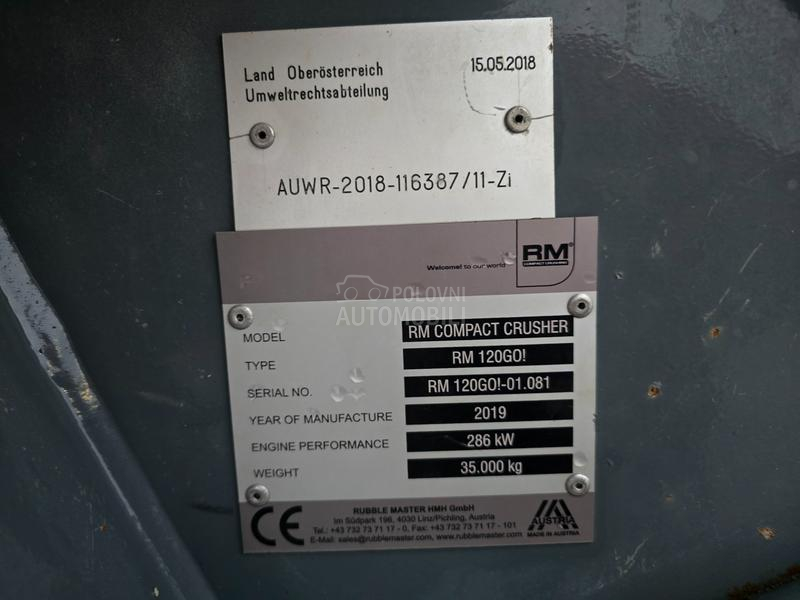 Land Oberösterreich
Umweltrechtsabteilung
15.05.2018
AUWR-2018-116387/11-Zi
Welcome! to our world
RM®
COMPACT CRUSHING
POLOVNI
AUTOMOBILI
MODEL RM COMPACT CRUSHER
TYPE RM 120GO!
SERIAL NO. RM 120GO!-01.081
YEAR OF MANUFACTURE 2019
ENGINE PERFORMANCE 286 kW
WEIGHT 35.000 kg
CE
RUBBLE MASTER HMH GmbH
Im Südpark 196, 4030 Linz/Pichling, Austria
Tel.: +43 732 73 71 17 - 0, Fax: +43 732 73 71 17 - 101
E-Mail: sales@rubblemaster.com, www.rubblemaster.com
AUSTRIA
MADE IN AUSTRIA